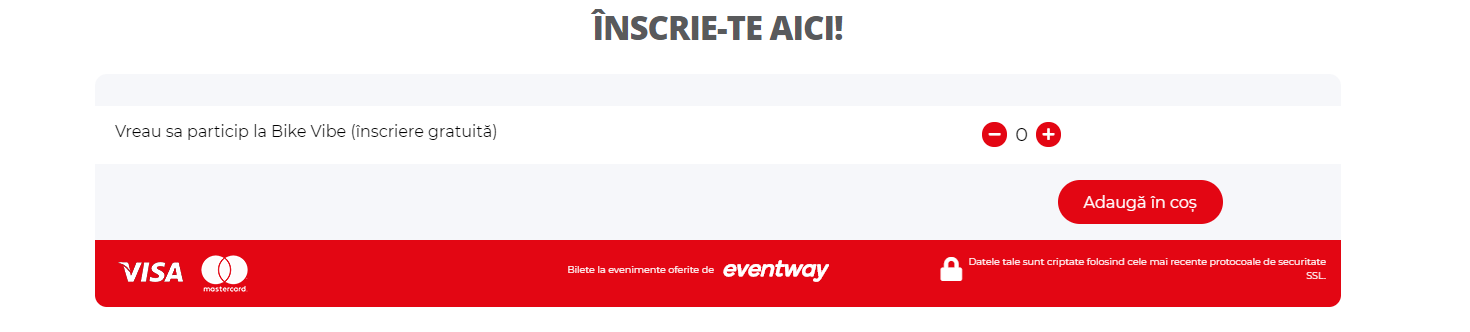 ÎNSCRIE-TE AICI!
Vreau sa particip la Bike Vibe (înscriere gratuită)
0
Adaugă în coș
VISA
mastercard
Bilete la evenimente oferite de eventway
Datele tale sunt criptate folosind cele mai recente protocoale de securitate
SSL.